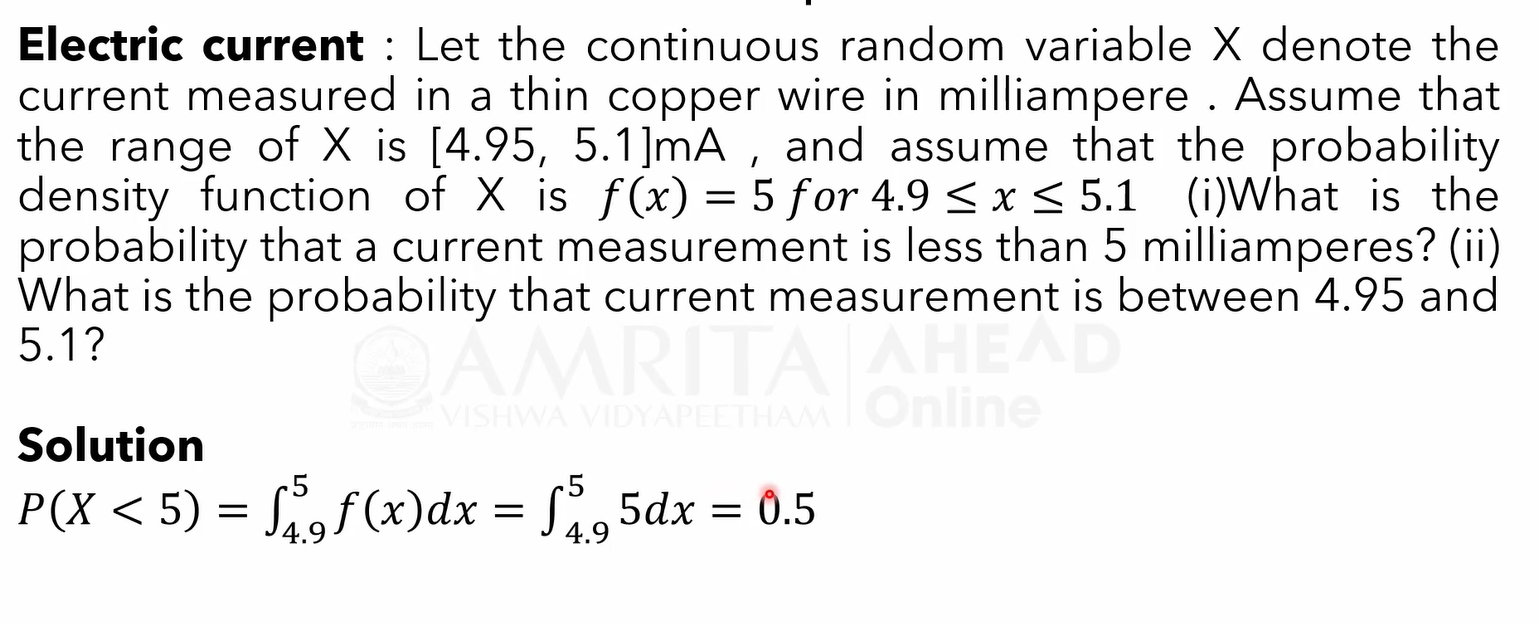 Electric current : Let the continuous random variable X denote the
current measured in a thin copper wire in milliampere . Assume that
the range of X is [4.95, 5.1]mA , and assume that the probability
density function of X is f(x) = 5 for 4.9 ≤ x ≤ 5.1 (i)What is the
probability that a current measurement is less than 5 milliamperes? (ii)
What is the probability that current measurement is between 4.95 and
5.1?
AMRITA AHEAD
VISHWA VIDYAPEETHAM Online
Solution
P(X < 5) = ∫_{4.9}^{5} f(x)dx = ∫_{4.9}^{5} 5dx = 0.5